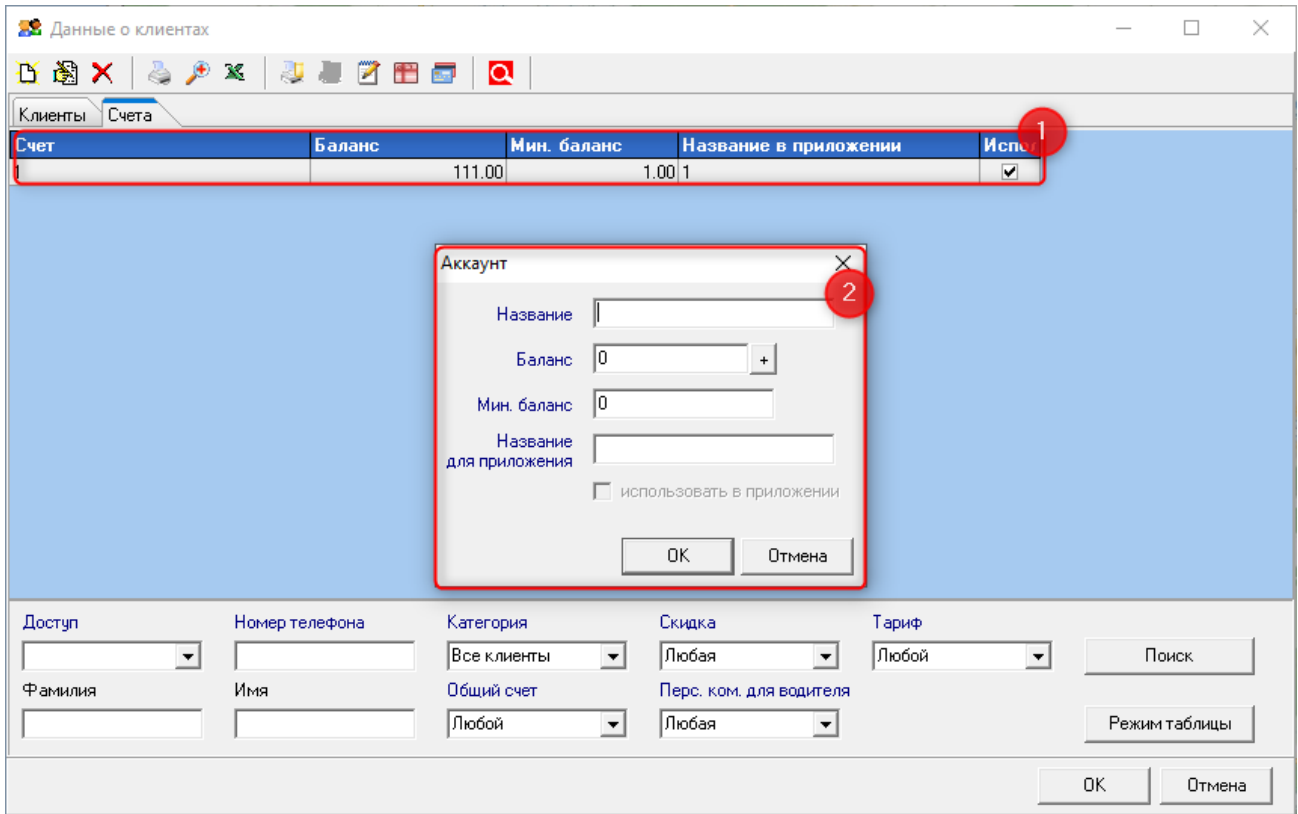 Данные о клиентах
Клиенты Счета
Счет Баланс Мин. баланс Название в приложении Испол
1 111.00 1.00 1
1
Аккаунт
2
Название
Баланс 0 +
Мин. баланс 0
Название
для приложения
использовать в приложении
OK Отмена
Доступ Номер телефона Категория Скидка Тариф
Все клиенты Любая Любой Поиск
Фамилия Имя Общий счет Перс. ком. для водителя
Любой Любая Режим таблицы
OK Отмена